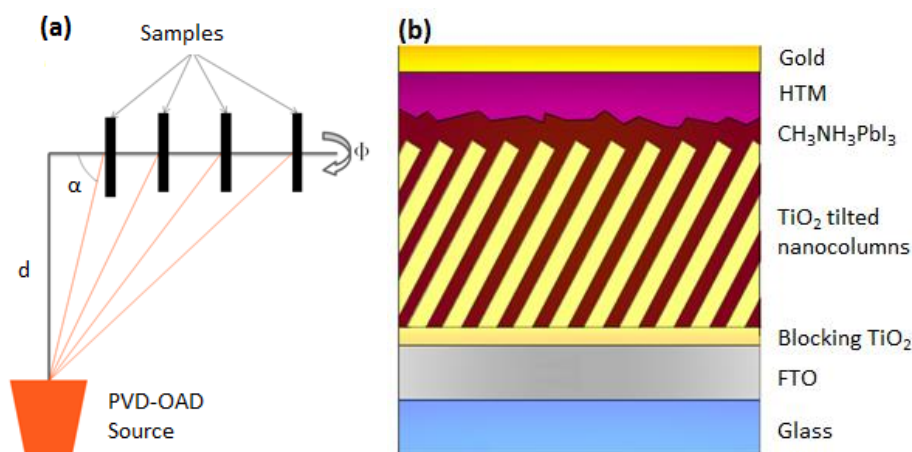 (a)
Samples
ϕ
α
d
PVD-OAD
Source
(b)
Gold
HTM
CH₃NH₃PbI₃
TiO₂ tilted
nanocolumns
Blocking TiO₂
FTO
Glass